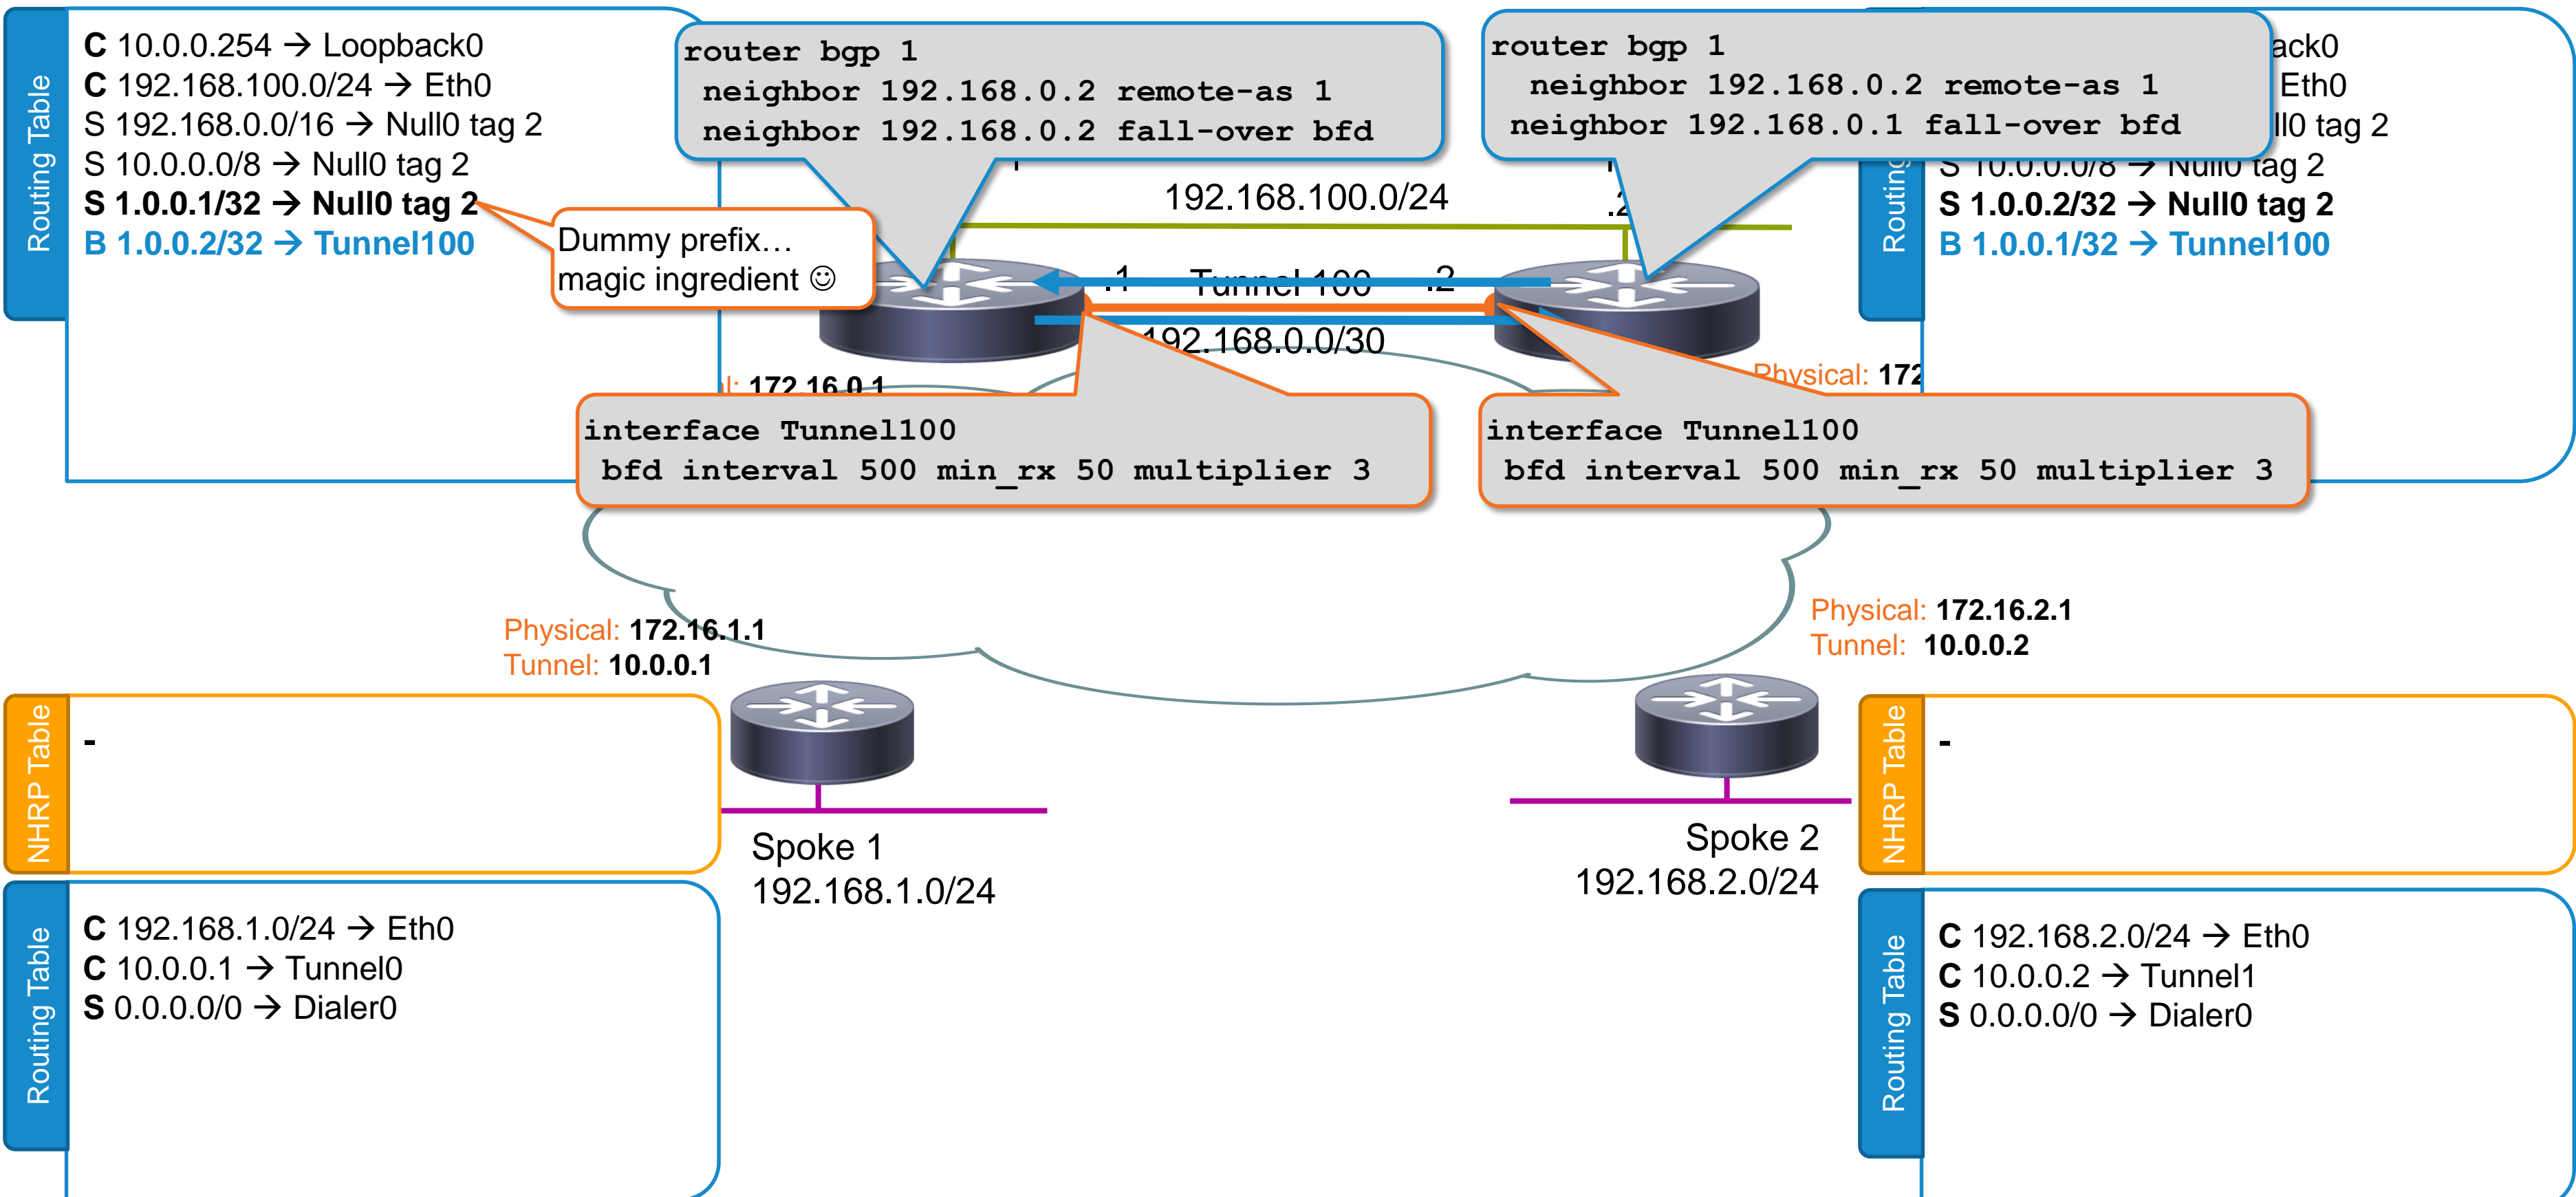 Routing Table
C 10.0.0.254 → Loopback0
C 192.168.100.0/24 → Eth0
S 192.168.0.0/16 → Null0 tag 2
S 10.0.0.0/8 → Null0 tag 2
S 1.0.0.1/32 → Null0 tag 2
B 1.0.0.2/32 → Tunnel100
Dummy prefix…
magic ingredient ☺
router bgp 1
neighbor 192.168.0.2 remote-as 1
neighbor 192.168.0.2 fall-over bfd
router bgp 1
neighbor 192.168.0.2 remote-as 1
neighbor 192.168.0.1 fall-over bfd
Routing
ack0
Eth0
ll0 tag 2
S 10.0.0.0/8 → Null0 tag 2
S 1.0.0.2/32 → Null0 tag 2
B 1.0.0.1/32 → Tunnel100
192.168.100.0/24
.2
.1
Tunnel 100
.2
192.168.0.0/30
l: 172.16.0.1
Physical: 172
interface Tunnel100
bfd interval 500 min_rx 50 multiplier 3
interface Tunnel100
bfd interval 500 min_rx 50 multiplier 3
Physical: 172.16.1.1
Tunnel: 10.0.0.1
Physical: 172.16.2.1
Tunnel: 10.0.0.2
NHRP Table
-
Spoke 1
192.168.1.0/24
Spoke 2
192.168.2.0/24
NHRP Table
-
Routing Table
C 192.168.1.0/24 → Eth0
C 10.0.0.1 → Tunnel0
S 0.0.0.0/0 → Dialer0
Routing Table
C 192.168.2.0/24 → Eth0
C 10.0.0.2 → Tunnel1
S 0.0.0.0/0 → Dialer0